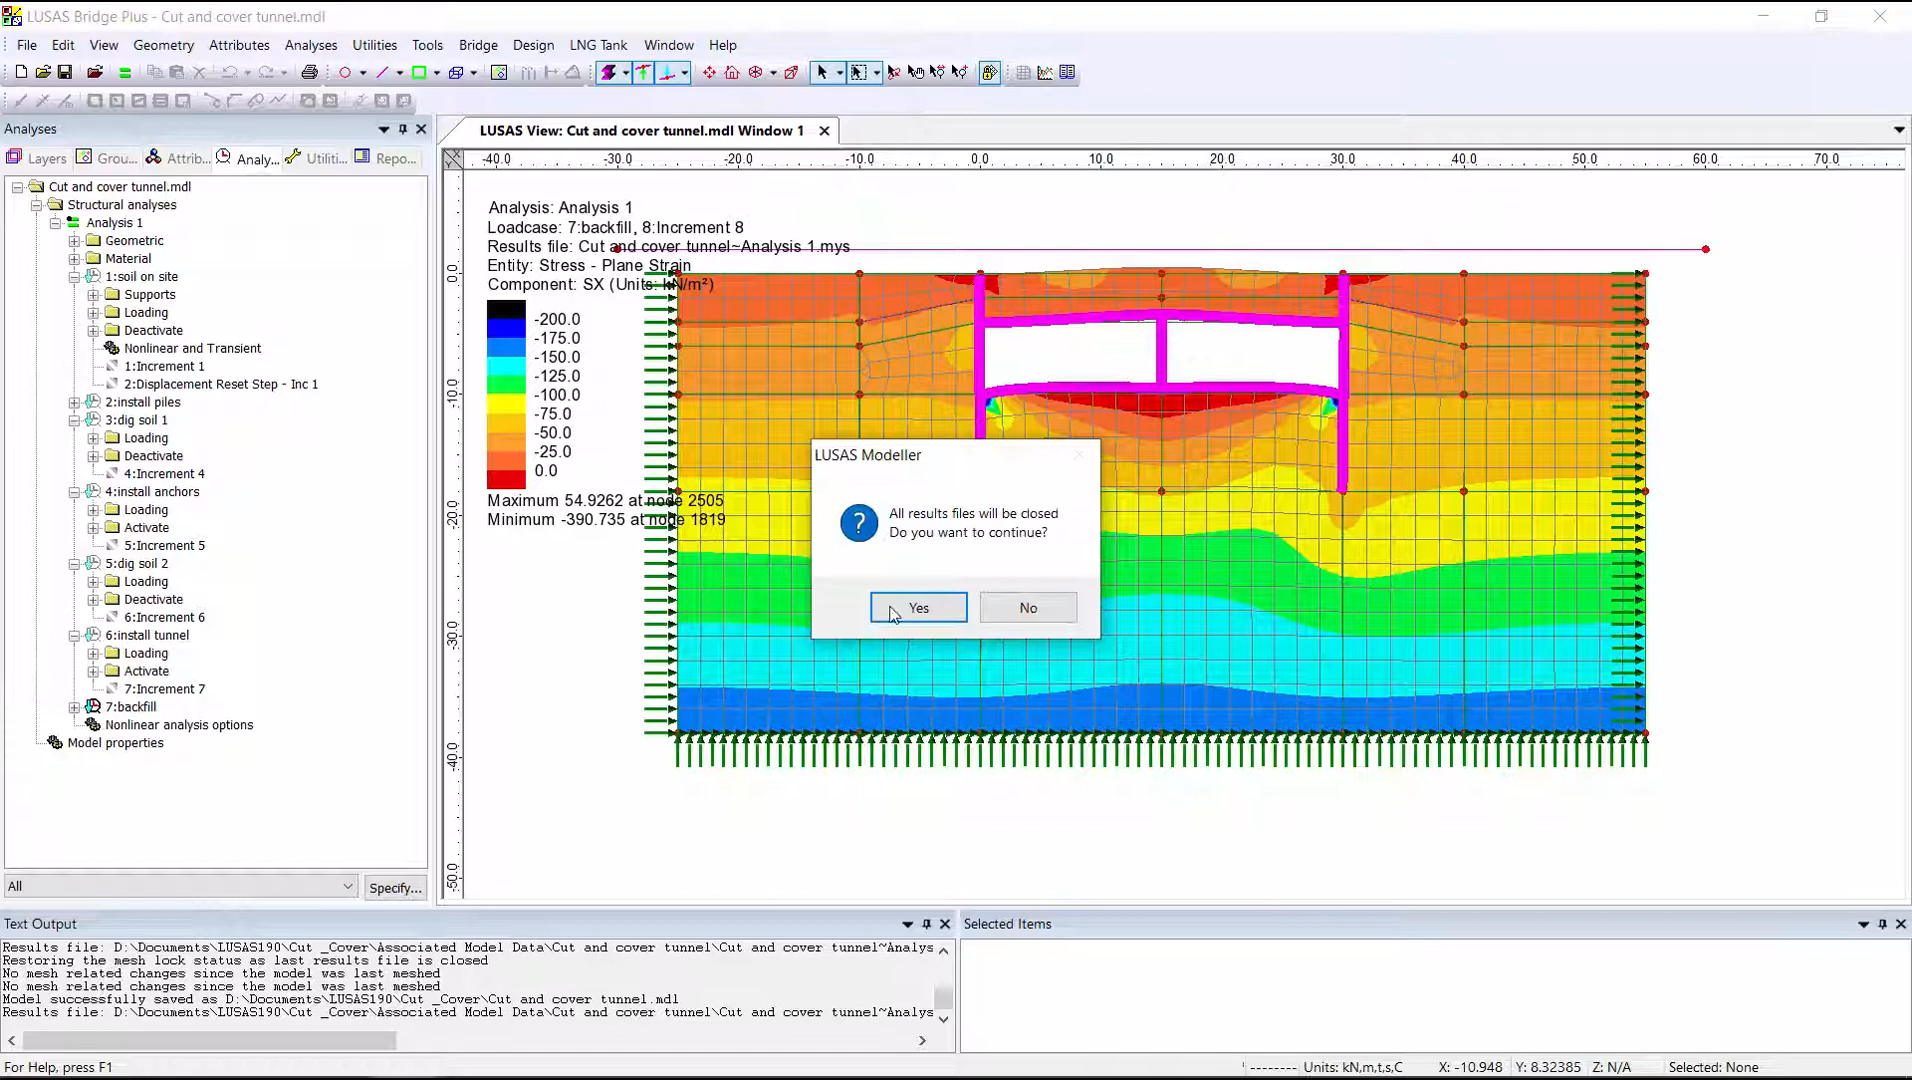 LUSAS Bridge Plus - Cut and cover tunnel.mdl
File Edit View Geometry Attributes Analyses Utilities Tools Bridge Design LNG Tank Window Help
Analyses
Layers Grou... Attrib... Analy... Utiliti... Repo...
Cut and cover tunnel.mdl
Structural analyses
Analysis 1
Geometric
Material
1:soil on site
Supports
Loading
Deactivate
Nonlinear and Transient
1:Increment 1
2:Displacement Reset Step - Inc 1
2:install piles
3:dig soil 1
Loading
Deactivate
4:Increment 4
4:install anchors
Loading
Activate
5:Increment 5
5:dig soil 2
Loading
Deactivate
6:Increment 6
6:install tunnel
Loading
Activate
7:Increment 7
7:backfill
Nonlinear analysis options
Model properties
All
Specify...
LUSAS View: Cut and cover tunnel.mdl Window 1
X
Y
-40.0 -30.0 -20.0 -10.0 0.0 10.0 20.0 30.0 40.0 50.0 60.0 70.0
0.0
-10.0
-20.0
-30.0
-40.0
-50.0
Analysis: Analysis 1
Loadcase: 7:backfill, 8:Increment 8
Results file: Cut and cover tunnel~Analysis 1.mys
Entity: Stress - Plane Strain
Component: SX (Units: kN/m²)
-200.0
-175.0
-150.0
-125.0
-100.0
-75.0
-50.0
-25.0
0.0
Maximum 54.9262 at node 2505
Minimum -390.735 at node 1819
LUSAS Modeller
?
All results files will be closed
Do you want to continue?
Yes No
Text Output
Results file: D:\Documents\LUSAS190\Cut _Cover\Associated Model Data\Cut and cover tunnel\Cut and cover tunnel~Analys
Restoring the mesh lock status as last results file is closed
No mesh related changes since the model was last meshed
No mesh related changes since the model was last meshed
Model successfully saved as D:\Documents\LUSAS190\Cut _Cover\Cut and cover tunnel.mdl
Results file: D:\Documents\LUSAS190\Cut _Cover\Associated Model Data\Cut and cover tunnel\Cut and cover tunnel~Analys
Selected Items
For Help, press F1
Units: kN,m,t,s,C X: -10.948 Y: 8.32385 Z: N/A Selected: None